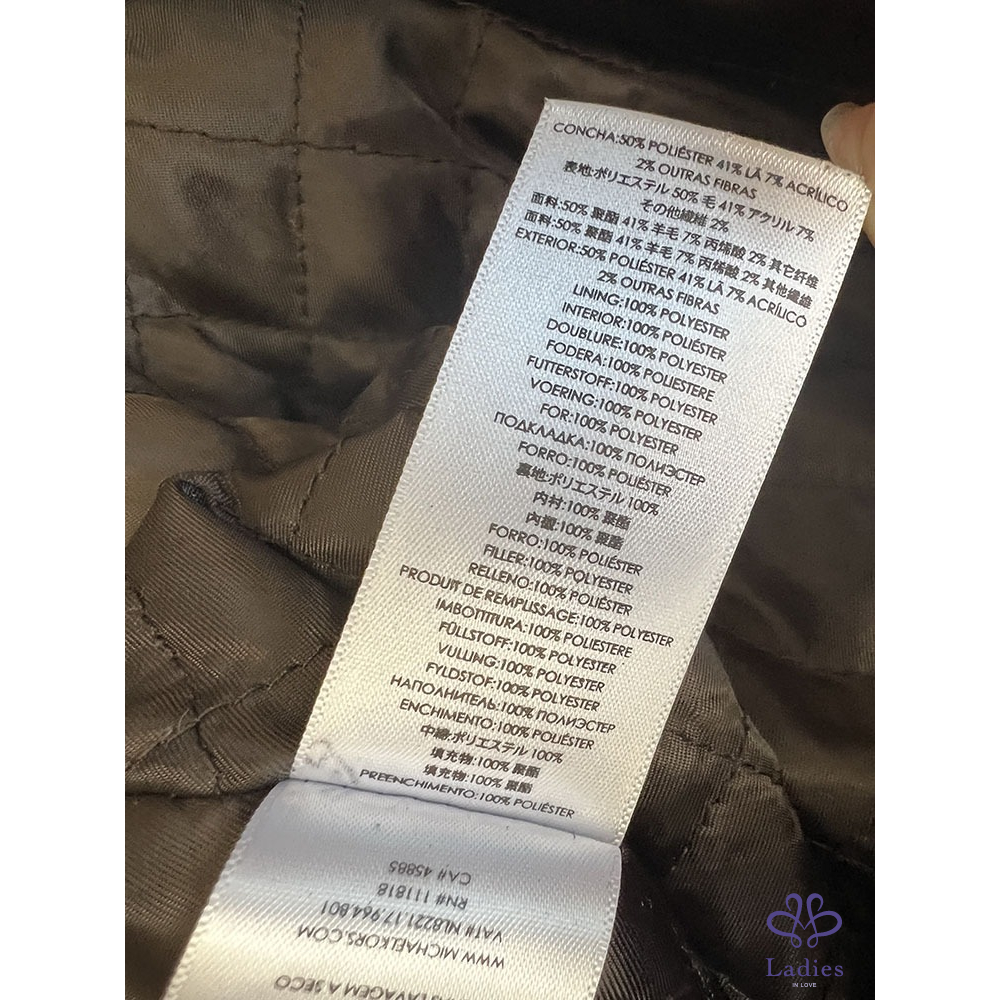 CONCHA:50% POLIÉSTER 41% LÃ 7% ACRÍLICO
2% OUTRAS FIBRAS
表地:ポリエステル 50% 毛 41% アクリル 7%
その他繊維 2%
面料:50% 聚酯 41% 羊毛 7% 丙烯酸 2% 其它纤维
面料:50% 聚酯 41% 羊毛 7% 丙烯酸 2% 其他纖維
EXTERIOR:50% POLIÉSTER 41% LÃ 7% ACRÍLICO
2% OUTRAS FIBRAS
LINING:100% POLYESTER
INTERIOR:100% POLIÉSTER
DOUBLURE:100% POLYESTER
FODERA:100% POLIESTERE
FUTTERSTOFF:100% POLYESTER
VOERING:100% POLYESTER
FOR:100% POLYESTER
ПОДКЛАДКА:100% ПОЛИЭСТЕР
FORRO:100% POLIÉSTER
裏地:ポリエステル 100%
内衬:100% 聚酯
內襯:100% 聚酯
FORRO:100% POLIÉSTER
FILLER:100% POLYESTER
RELLENO:100% POLIÉSTER
PRODUIT DE REMPLISSAGE:100% POLYESTER
IMBOTTITURA:100% POLIESTERE
FÜLLSTOFF:100% POLYESTER
VULLING:100% POLYESTER
FYLDSTOF:100% POLYESTER
НАПОЛНИТЕЛЬ:100% ПОЛИЭСТЕР
ENCHIMENTO:100% POLIÉSTER
中綿:ポリエステル 100%
填充物:100% 聚酯
填充物:100% 聚酯
PREENCHIMENTO:100% POLIÉSTER
CA# 45885
RN# 111818
VAT# NL8221.17.964.B01
WWW.MICHAELKORS.COM
LAVAGEM A SECO
Ladies
IN LOVE